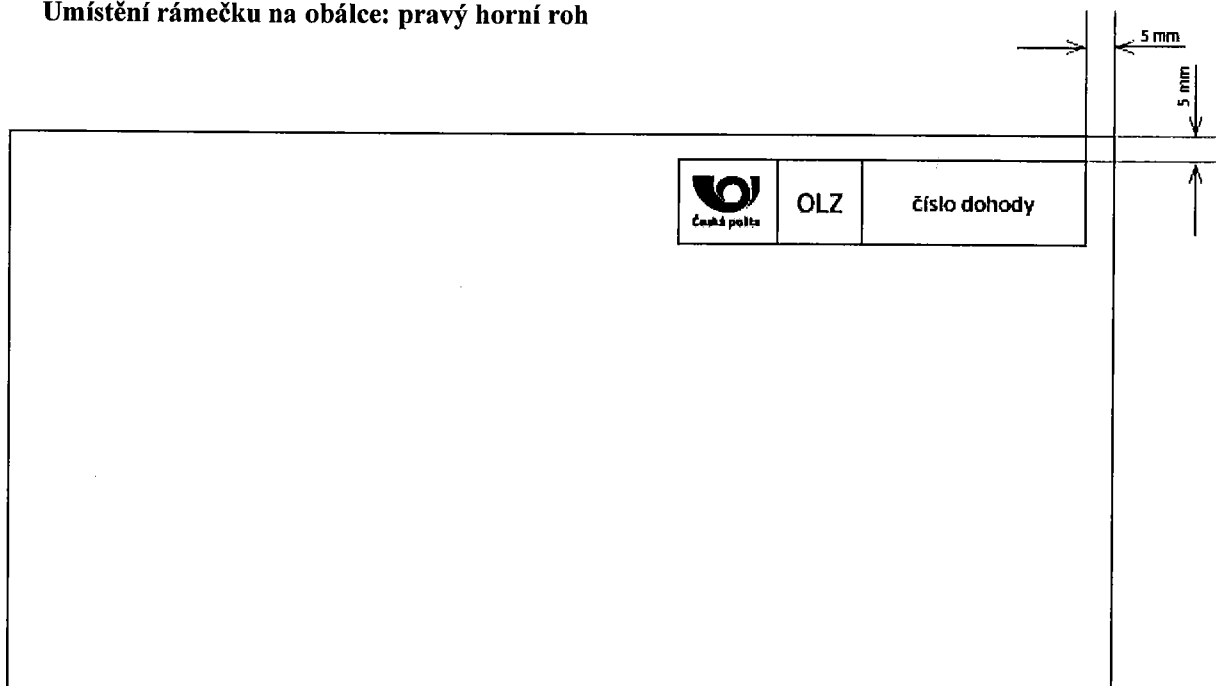 Umístění rámečku na obálce: pravý horní roh
5 mm
5 mm
Česká pošta
OLZ
číslo dohody